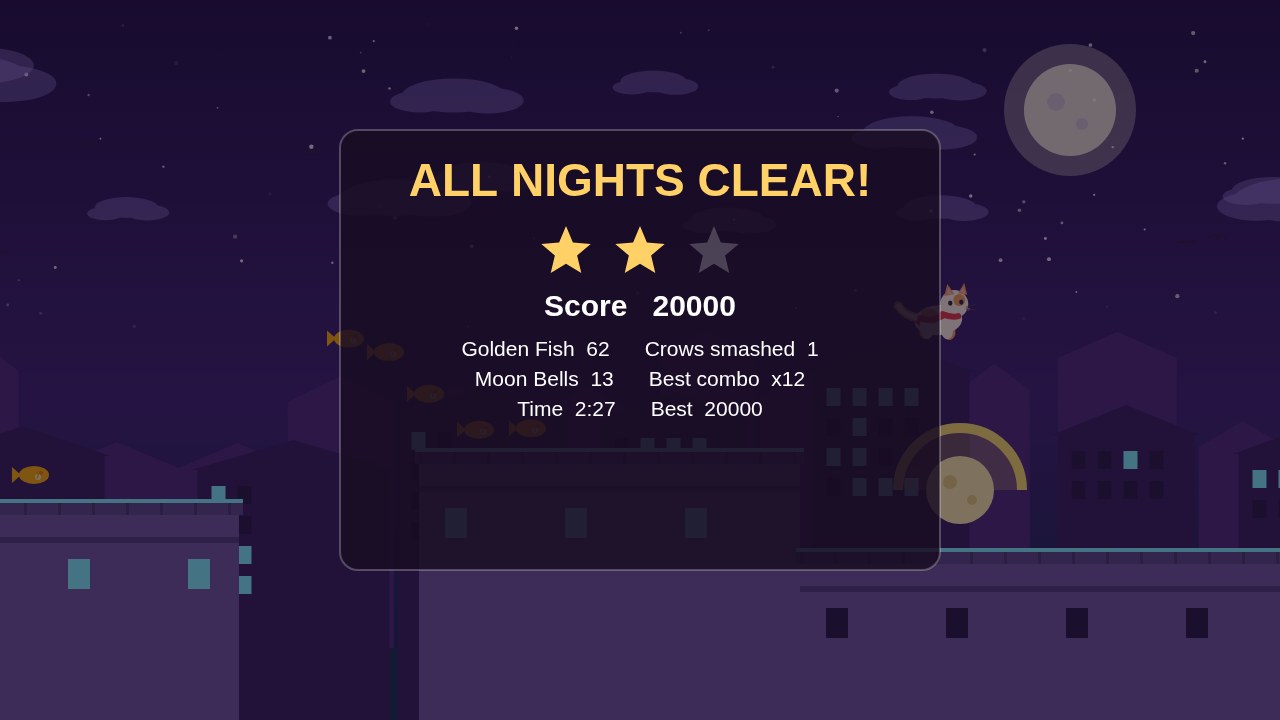 ALL NIGHTS CLEAR!
Score 20000
Golden Fish 62 Crows smashed 1
Moon Bells 13 Best combo x12
Time 2:27 Best 20000